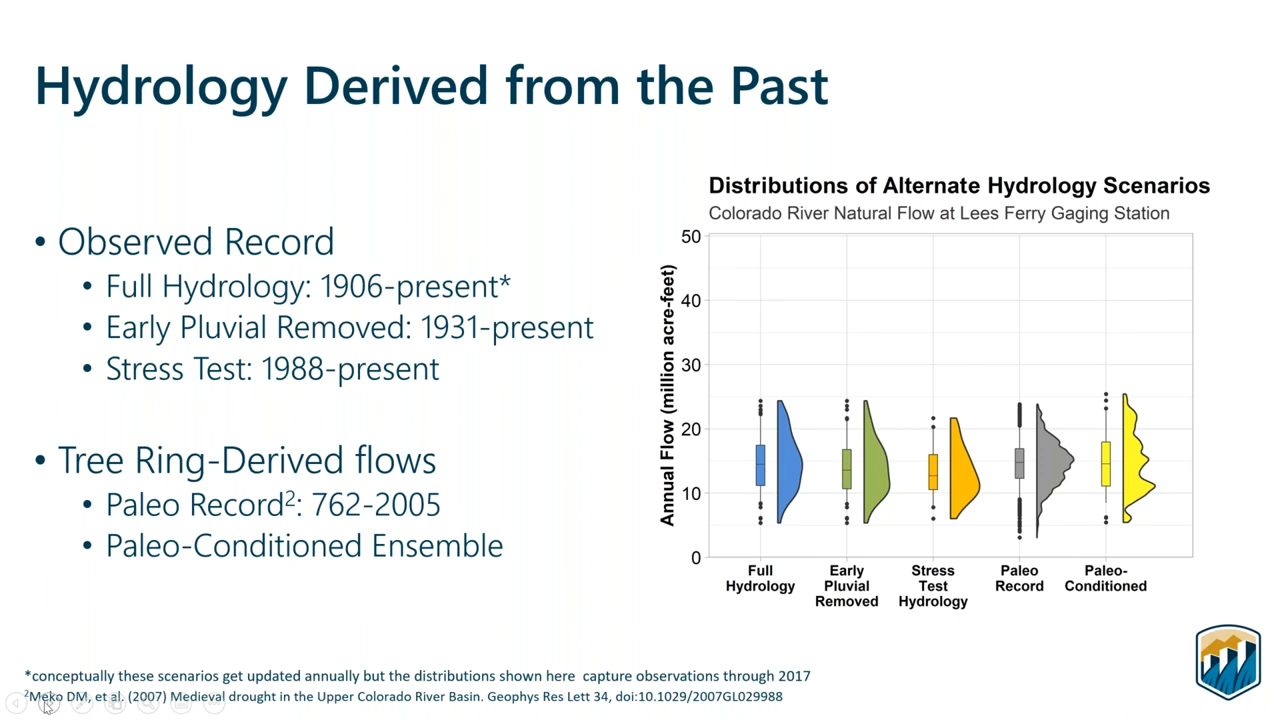 Hydrology Derived from the Past
• Observed Record
• Full Hydrology: 1906-present*
• Early Pluvial Removed: 1931-present
• Stress Test: 1988-present
• Tree Ring-Derived flows
• Paleo Record²: 762-2005
• Paleo-Conditioned Ensemble
Distributions of Alternate Hydrology Scenarios
Colorado River Natural Flow at Lees Ferry Gaging Station
Annual Flow (million acre-feet)
50
40
30
20
10
0
Full
Hydrology
Early
Pluvial
Removed
Stress
Test
Hydrology
Paleo
Record
Paleo-
Conditioned
*conceptually these scenarios get updated annually but the distributions shown here capture observations through 2017
²Meko DM, et al. (2007) Medieval drought in the Upper Colorado River Basin. Geophys Res Lett 34, doi:10.1029/2007GL029988